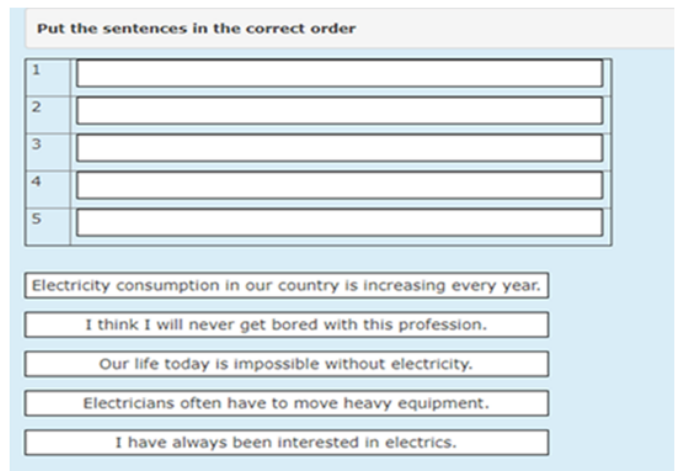 Put the sentences in the correct order
1
2
3
4
5
Electricity consumption in our country is increasing every year.
I think I will never get bored with this profession.
Our life today is impossible without electricity.
Electricians often have to move heavy equipment.
I have always been interested in electrics.